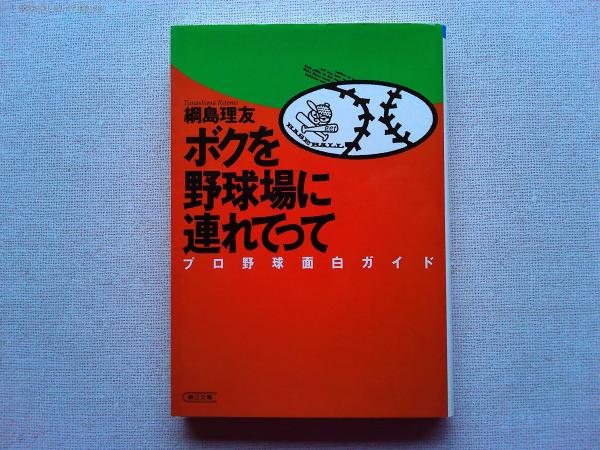 Tsunashima Ritomo
綱島理友
ボクを
野球場に
連れてって
プロ野球面白ガイド
BASEBALL
朝日文庫